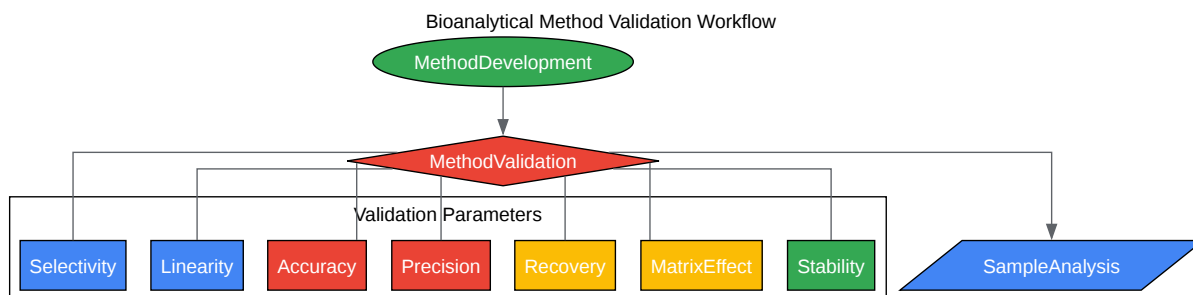 Bioanalytical Method Validation Workflow
MethodDevelopment
MethodValidation
Validation Parameters
Selectivity
Linearity
Accuracy
Precision
Recovery
MatrixEffect
Stability
SampleAnalysis